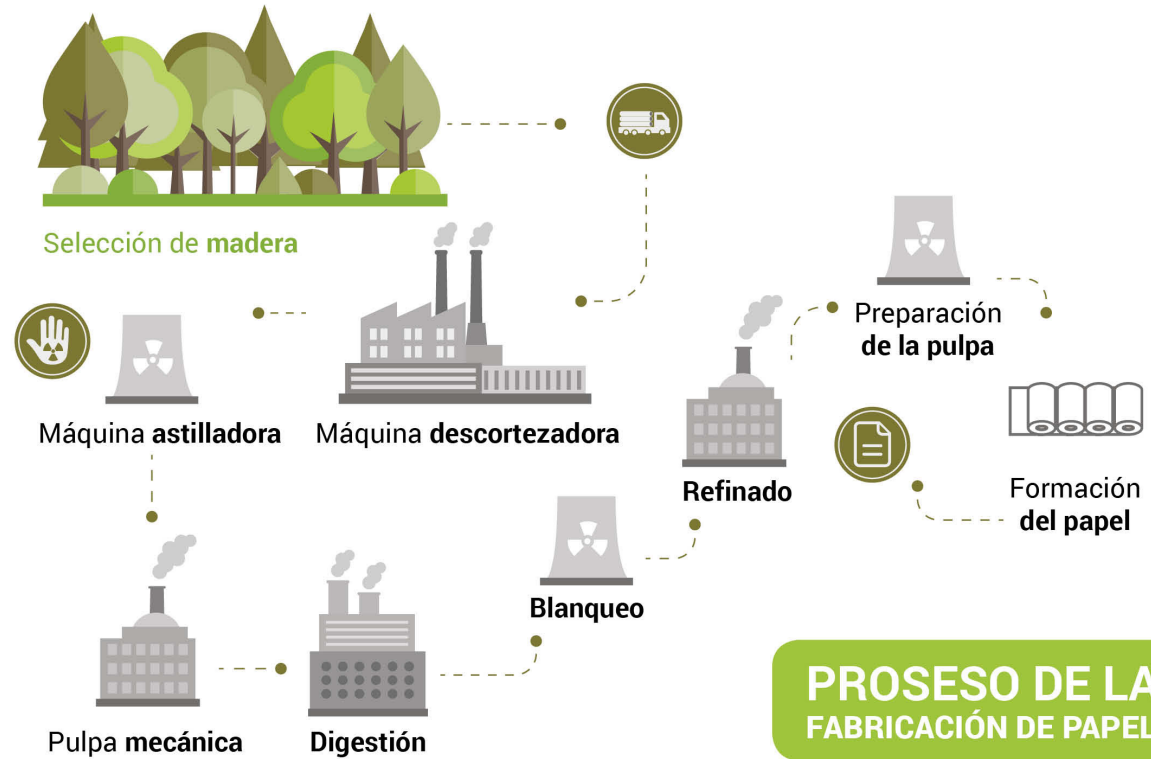 Selección de madera
Máquina descortezadora
Máquina astilladora
Pulpa mecánica
Digestión
Blanqueo
Refinado
Preparación
de la pulpa
Formación
del papel
PROSESO DE LA
FABRICACIÓN DE PAPEL